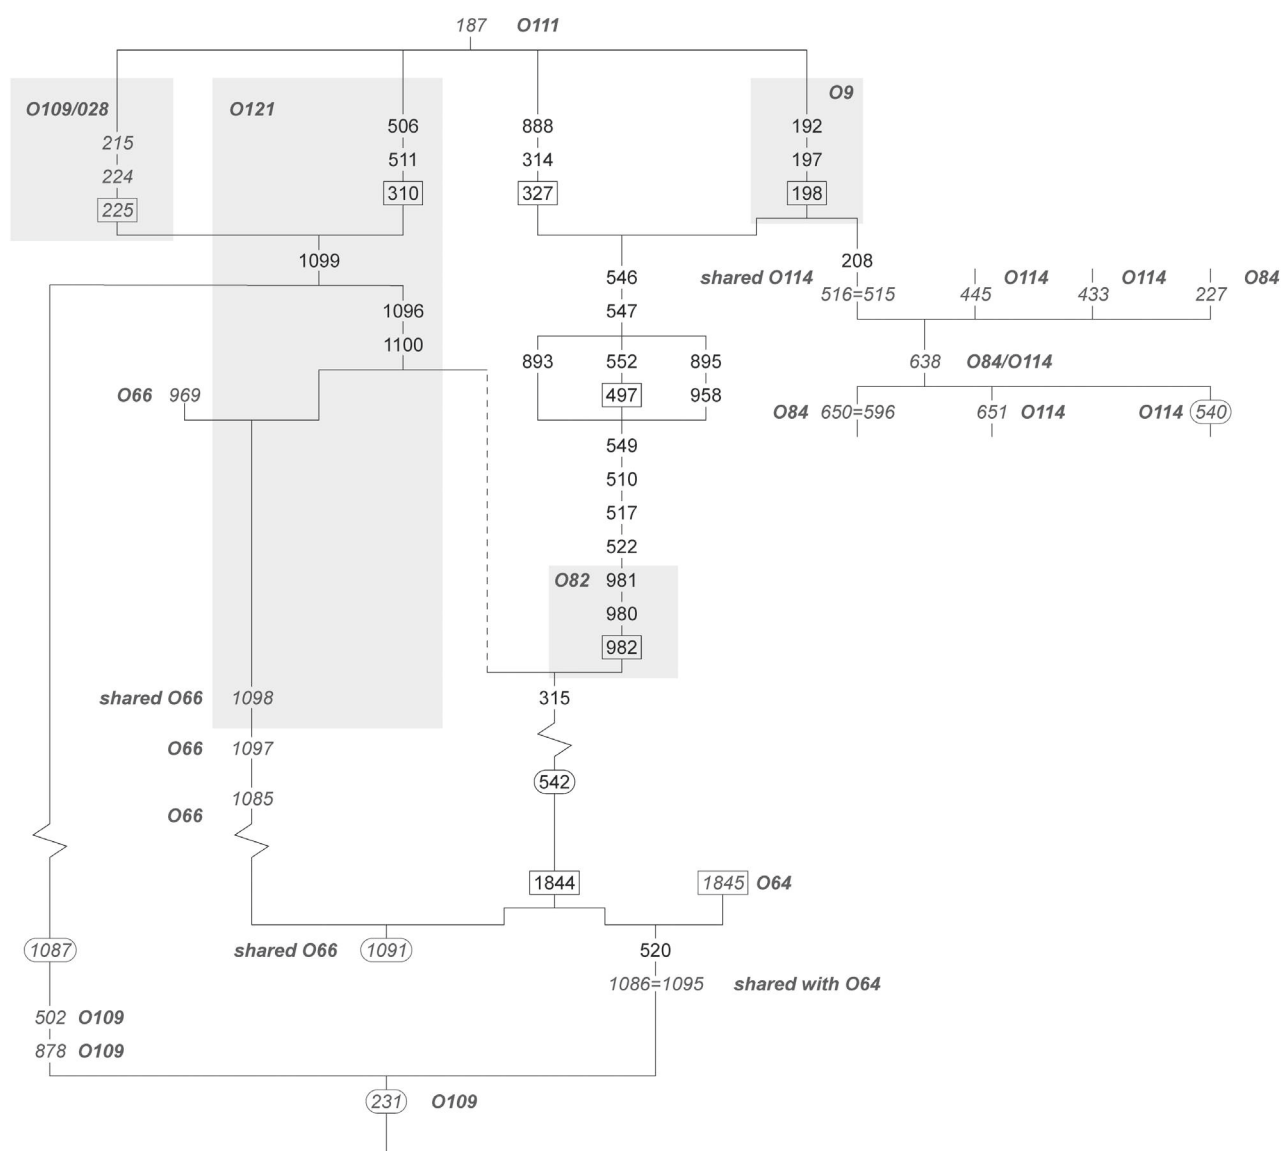 187 O111
O109/028 O121 O9
506 888 192
215
511 314 197
224
310 327 198
225
1099 208
546 shared O114 O114 O114 O84
516=515 445 433 227
1096 547
1100
893 552 895 638 O84/O114
O66 969 497 958
O84 650=596 651 O114 O114 540
549
510
517
522
O82 981
980
982
shared O66 1098 315
O66 1097
542
1085
O66
1844 1845 O64
1087 shared O66 1091 520
1086=1095 shared with O64
502 O109
878 O109
231 O109